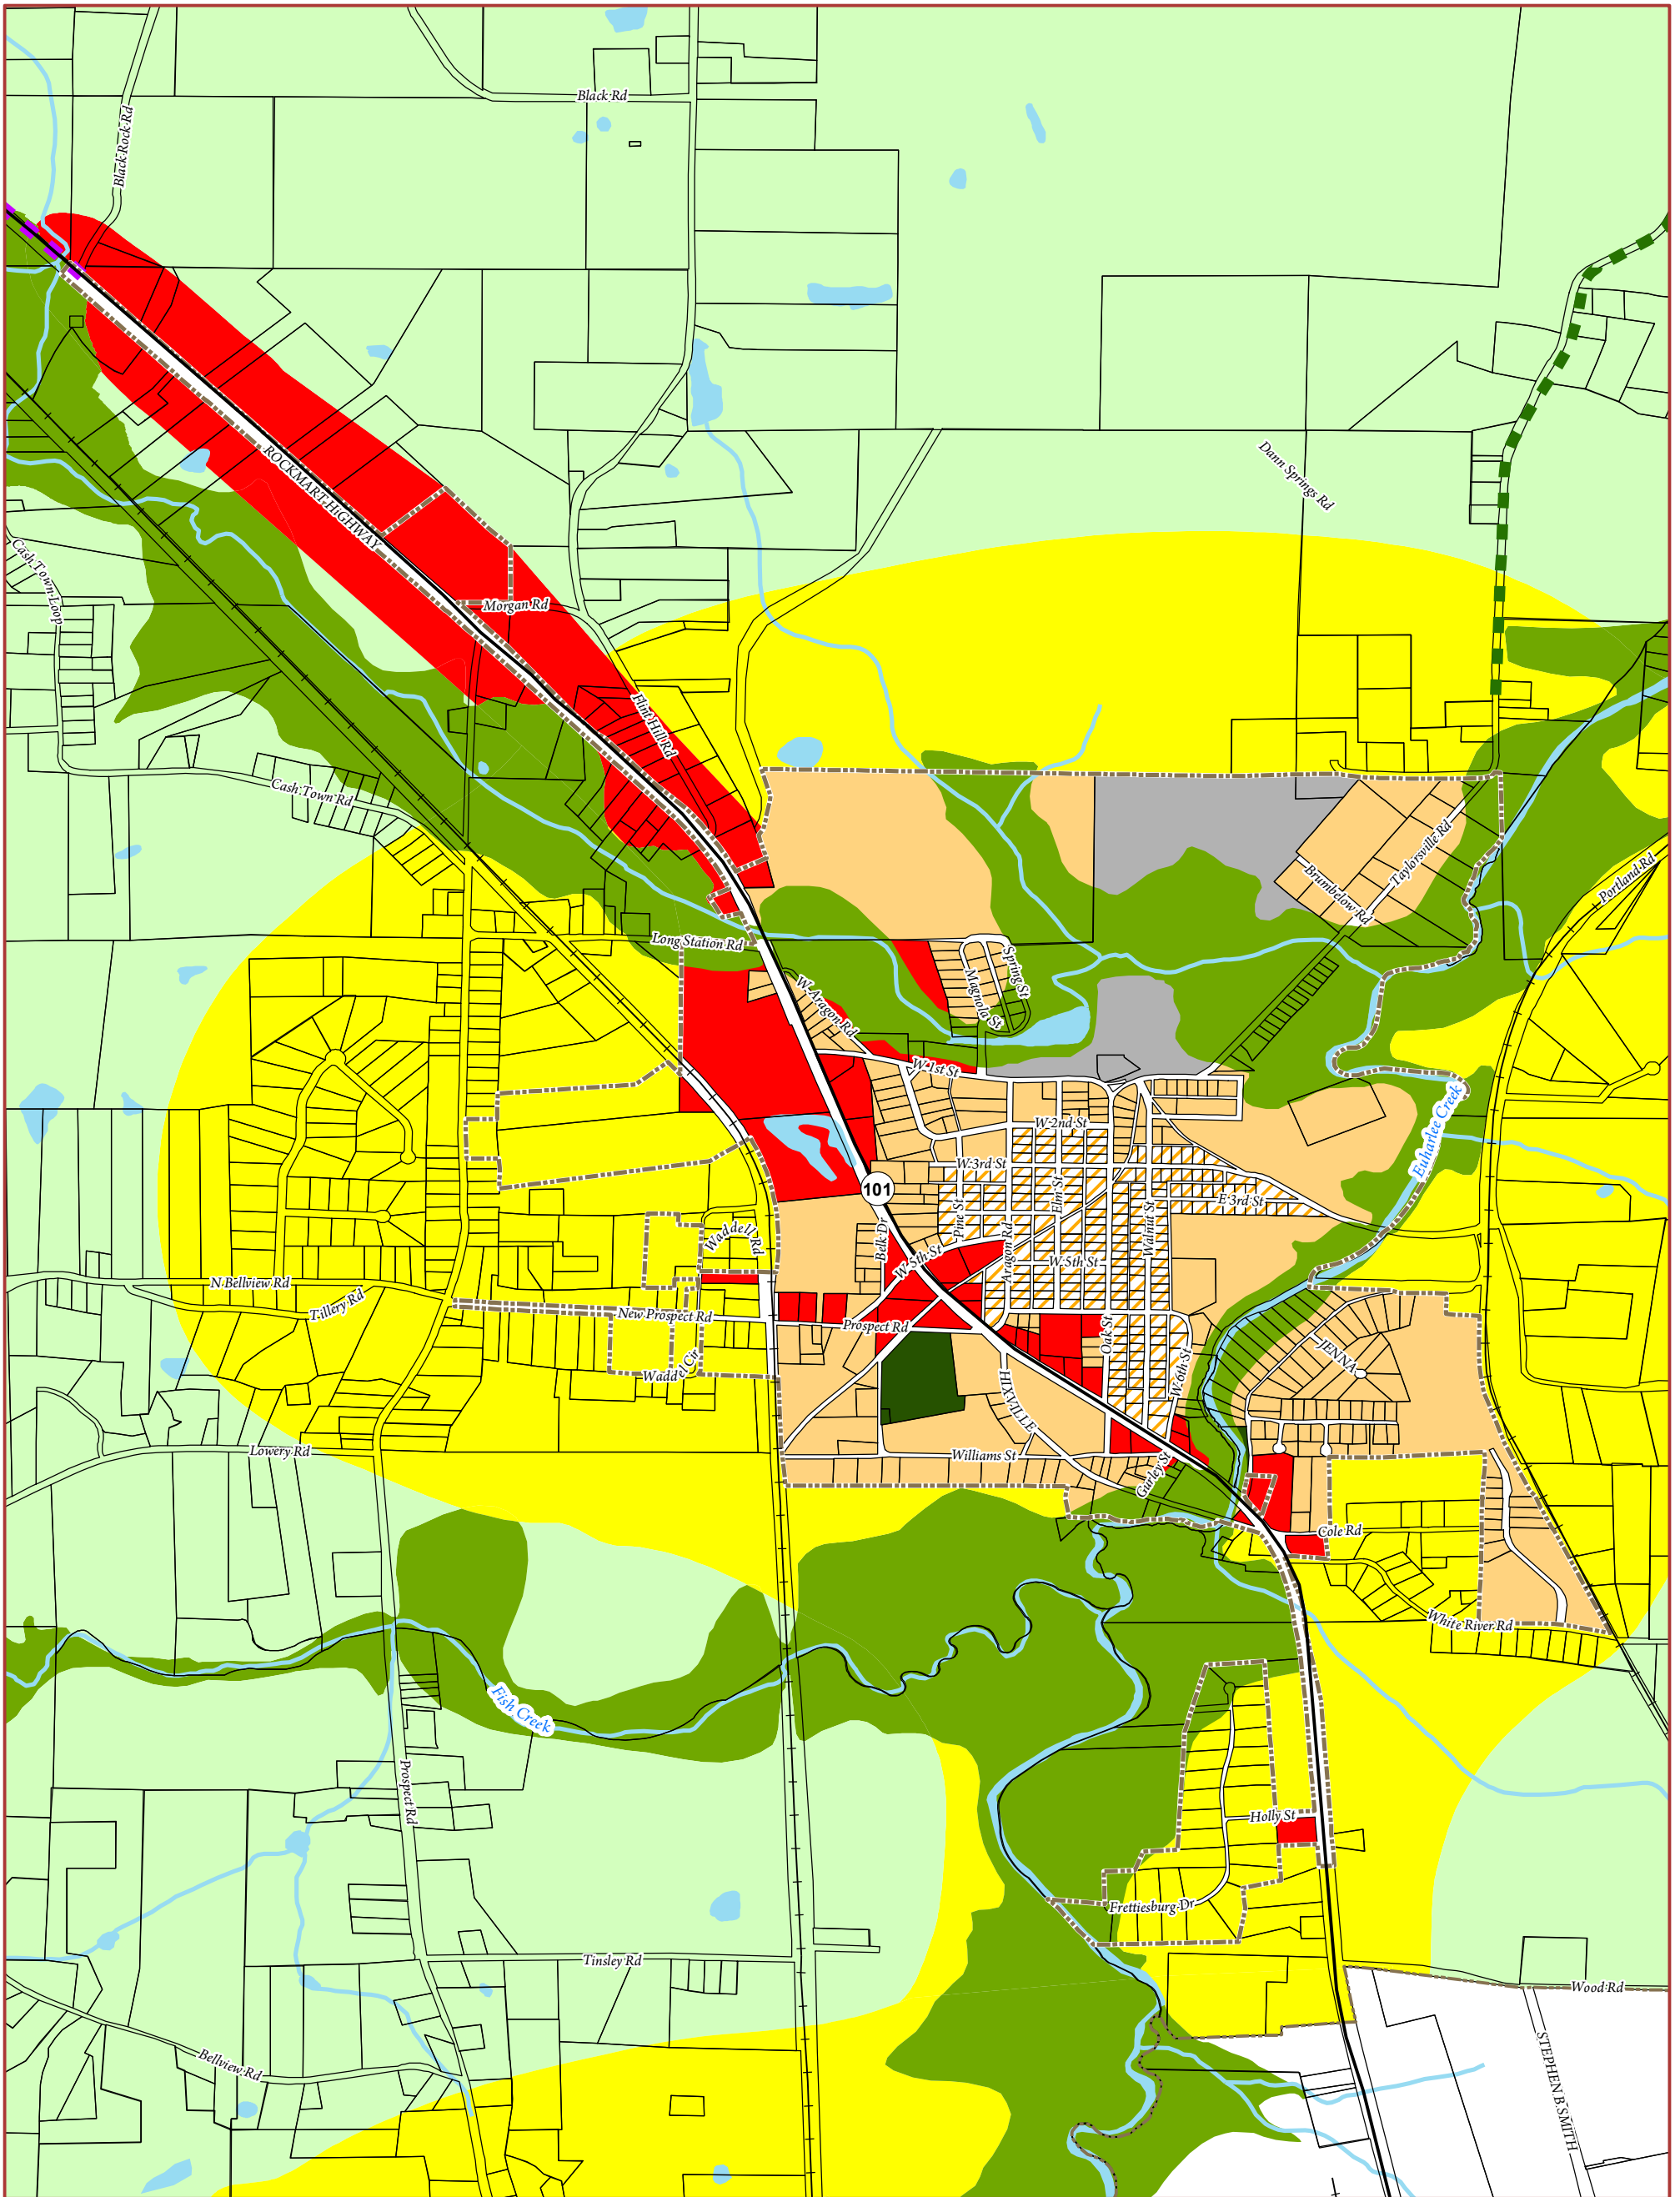 Black Rd
Black Rock Rd
Dann Springs Rd
ROCKMART HiGHWAY
Cash Town Loop
Morgan Rd
Flint Hill Rd
Cash Town Rd
Taylorsville Rd
Portland Rd
Brumbelow Rd
Long Station Rd
Spring St
Magnola St
W Aragon Rd
W 1st St
W 2nd St
Euharlee Creek
W 3rd St
101
Elm St
E 3rd St
Pine St
Walnut St
Waddell Rd
Belk Dr
Aragon Rd
W 5th St
W 5th St
N Bellview Rd
Tillery Rd
New Prospect Rd
Prospect Rd
Oak St
JENNA
Waddel Cir
W 6th St
HIXVILLE
Lowery Rd
Williams St
Gurley St
Cole Rd
White River Rd
Fish Creek
Prospect Rd
Holly St
Frettiesburg Dr
Tinsley Rd
Wood Rd
Bellview Rd
STEPHEN B SMITH